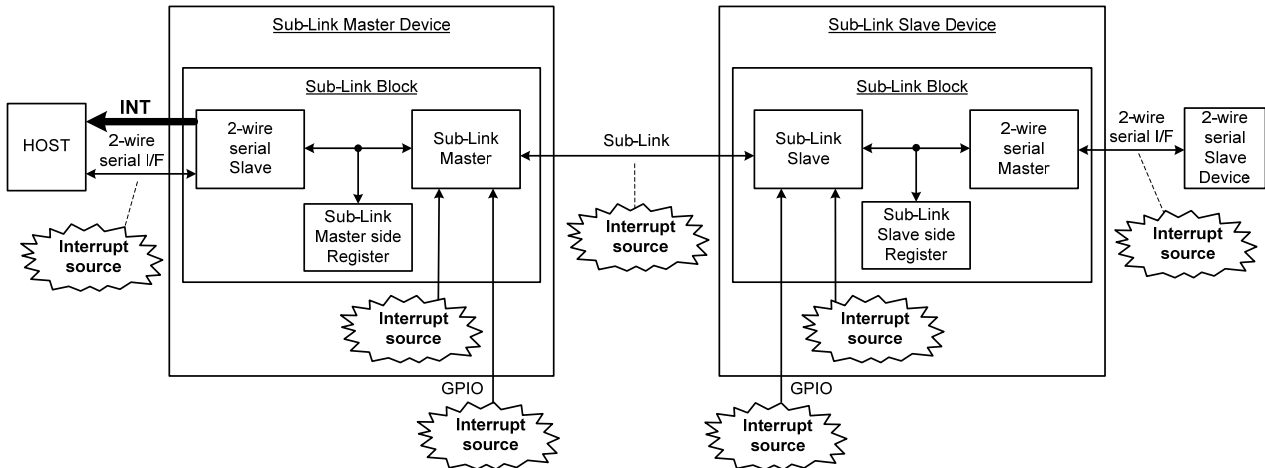 Sub-Link Master Device
Sub-Link Slave Device
Sub-Link Block
Sub-Link Block
INT
HOST
2-wire
serial I/F
2-wire
serial
Slave
Sub-Link
Master
Sub-Link
Sub-Link
Slave
2-wire
serial
Master
2-wire
serial I/F
2-wire
serial
Slave
Device
Sub-Link
Master side
Register
Sub-Link
Slave side
Register
Interrupt
source
Interrupt
source
Interrupt
source
Interrupt
source
Interrupt
source
GPIO
GPIO
Interrupt
source
Interrupt
source